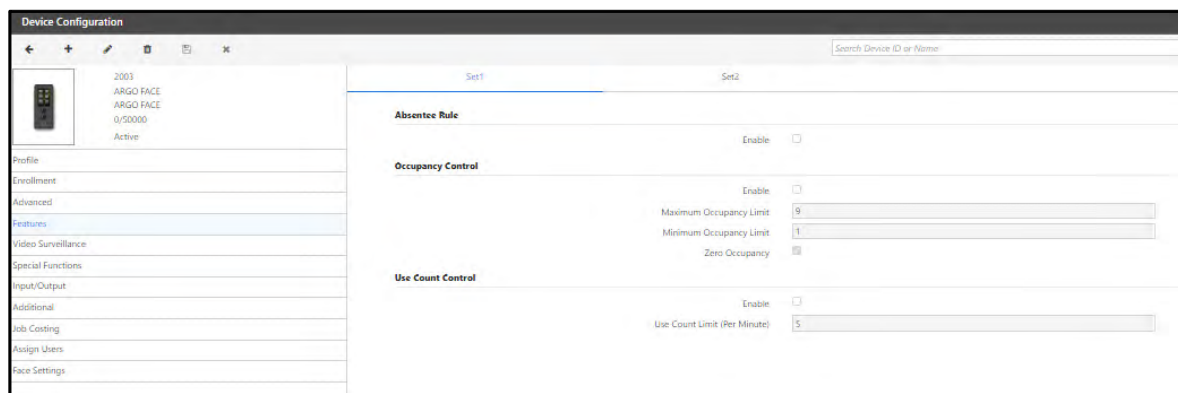 Device Configuration
Search Device ID or Name
2003
ARGO FACE
ARGO FACE
0/50000
Active
Profile
Enrollment
Advanced
Features
Video Surveillance
Special Functions
Input/Output
Additional
Job Costing
Assign Users
Face Settings
Set1 Set2
Absentee Rule
Enable
Occupancy Control
Enable
Maximum Occupancy Limit 9
Minimum Occupancy Limit 1
Zero Occupancy
Use Count Control
Enable
Use Count Limit (Per Minute) 5